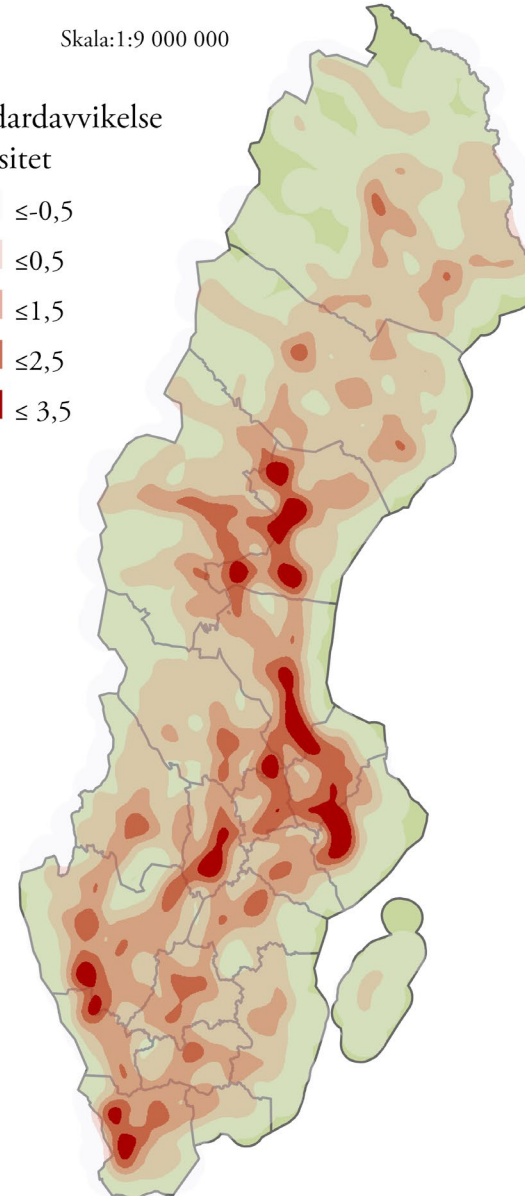 Skala:1:9 000 000
dardavvikelse
sitet
≤-0,5
≤0,5
≤1,5
≤2,5
≤ 3,5